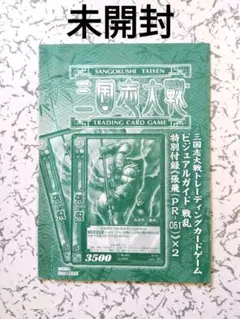 未開封
SANGOKUSHI TAISEN
三国志大戦
TRADING CARD GAME
三国志大戦トレーディングカードゲーム
ビジュアルガイド 戦乱
特別付録《張飛(PR-051)》×2
3500